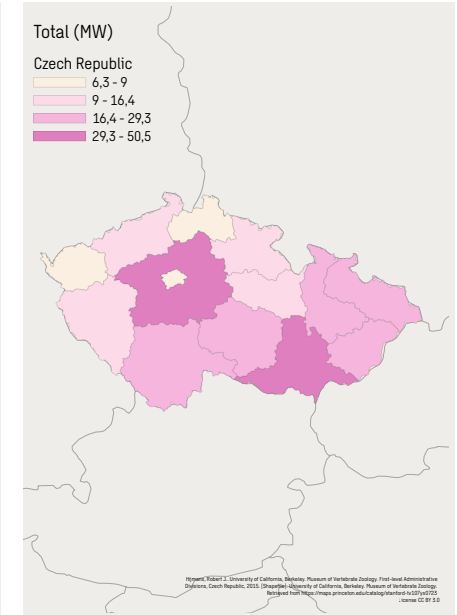 Total (MW)
Czech Republic
6,3 - 9
9 - 16,4
16,4 - 29,3
29,3 - 50,5
Hijmans, Robert J.. University of California, Berkeley. Museum of Vertebrate Zoology. First-level Administrative
Divisions, Czech Republic, 2015. [Shapefile]. University of California, Berkeley. Museum of Vertebrate Zoology.
Retrieved from https://maps.princeton.edu/catalog/stanford-fv107ys0723
License CC BY 3.0